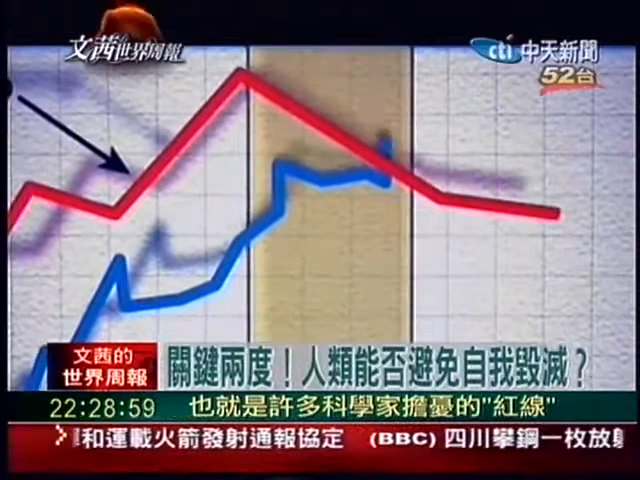 文茜的世界周報
cti 中天新聞
52台
文茜的
世界周報
關鍵兩度！人類能否避免自我毀滅？
22:28:59
也就是許多科學家擔憂的"紅線"
和運載火箭發射通報協定 (BBC) 四川攀鋼一枚放射